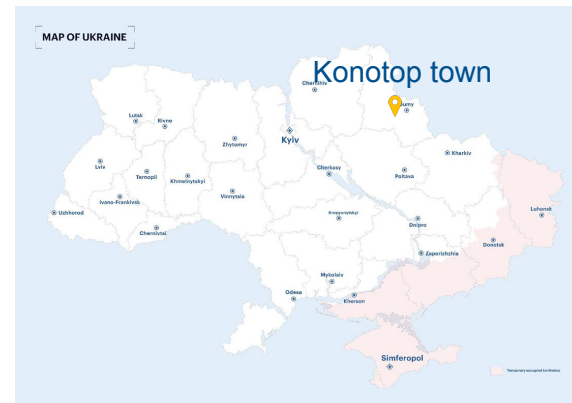 MAP OF UKRAINE
Konotop town
Chernihiv
Sumy
Lutsk
Rivne
Kyiv
Zhytomyr
Kharkiv
Lviv
Ternopil
Khmelnytskyi
Cherkasy
Poltava
Vinnytsia
Ivano-Frankivsk
Uzhhorod
Chernivtsi
Kropyvnytskyi
Dnipro
Luhansk
Donetsk
Zaporizhzhia
Mykolaiv
Odesa
Kherson
Simferopol
Temporary occupied territories